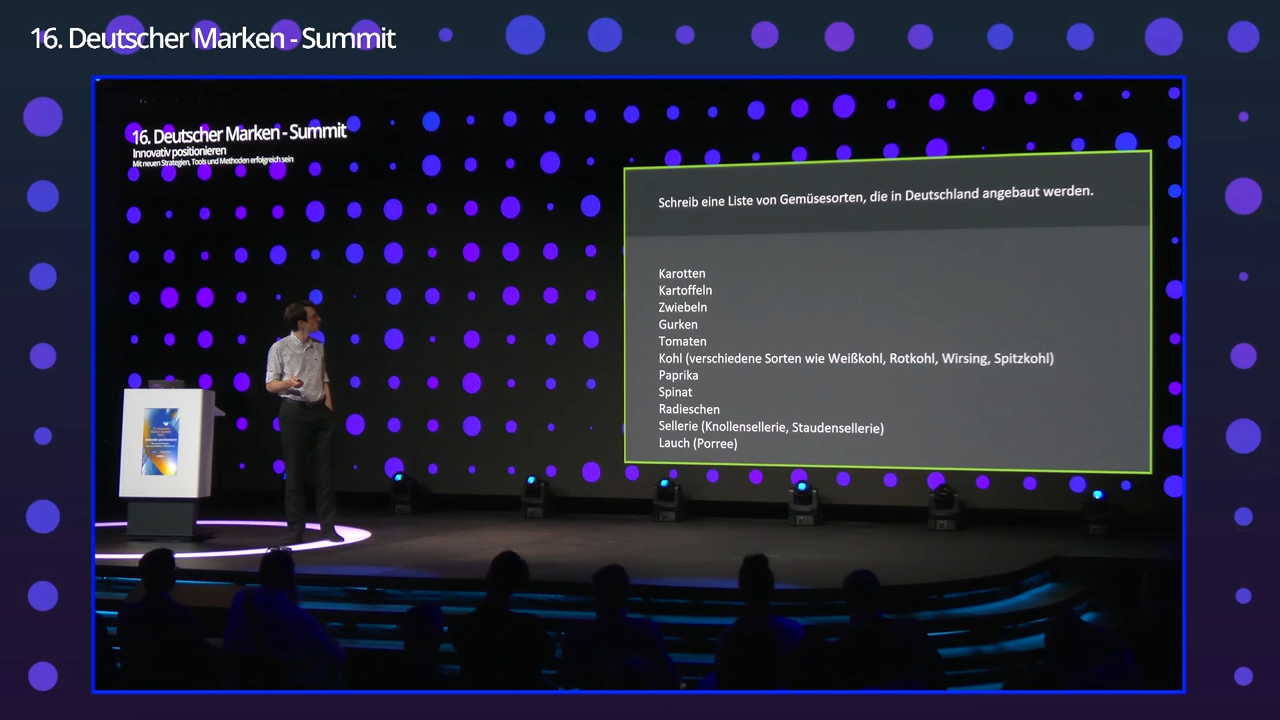 16. Deutscher Marken - Summit
16. Deutscher Marken - Summit
Innovativ positionieren
Mit neuen Strategien, Tools und Methoden erfolgreich sein
Schreib eine Liste von Gemüsesorten, die in Deutschland angebaut werden.
Karotten
Kartoffeln
Zwiebeln
Gurken
Tomaten
Kohl (verschiedene Sorten wie Weißkohl, Rotkohl, Wirsing, Spitzkohl)
Paprika
Spinat
Radieschen
Sellerie (Knollensellerie, Staudensellerie)
Lauch (Porree)